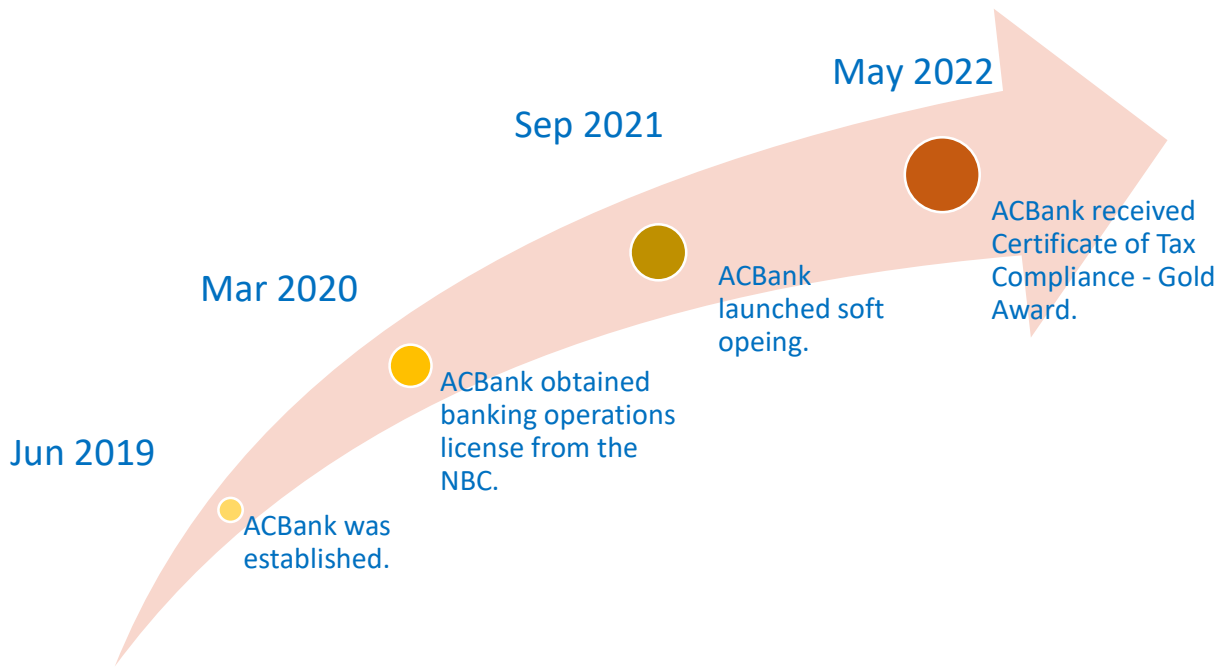 Jun 2019
ACBank was
established.
Mar 2020
ACBank obtained
banking operations
license from the
NBC.
Sep 2021
ACBank
launched soft
opeing.
May 2022
ACBank received
Certificate of Tax
Compliance - Gold
Award.